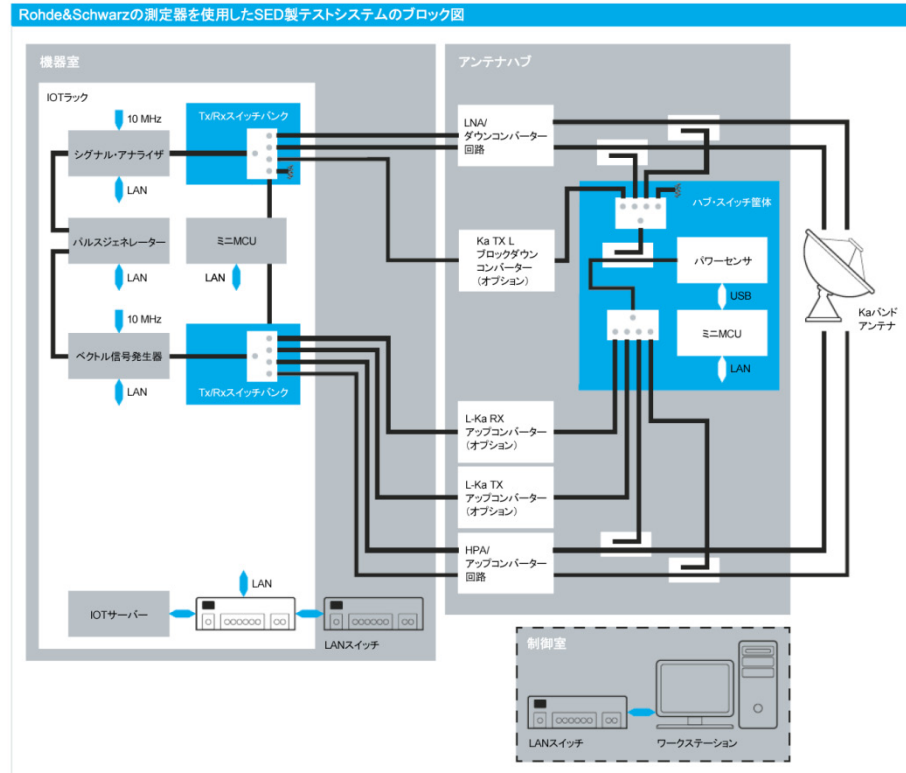 Rohde&Schwarzの測定器を使用したSED製テストシステムのブロック図
機器室
IOTラック
10 MHz
シグナル・アナライザ
LAN
パルスジェネレーター
LAN
10 MHz
ベクトル信号発生器
LAN
Tx/Rxスイッチバンク
ミニMCU
LAN
Tx/Rxスイッチバンク
IOTサーバー
LAN
LANスイッチ
アンテナハブ
LNA/
ダウンコンバーター
回路
Ka TX L
ブロックダウン
コンバーター
(オプション)
L-Ka RX
アップコンバーター
(オプション)
L-Ka TX
アップコンバーター
(オプション)
HPA/
アップコンバーター
回路
ハブ・スイッチ筐体
パワーセンサ
USB
ミニMCU
LAN
Kaバンド
アンテナ
制御室
LANスイッチ
ワークステーション